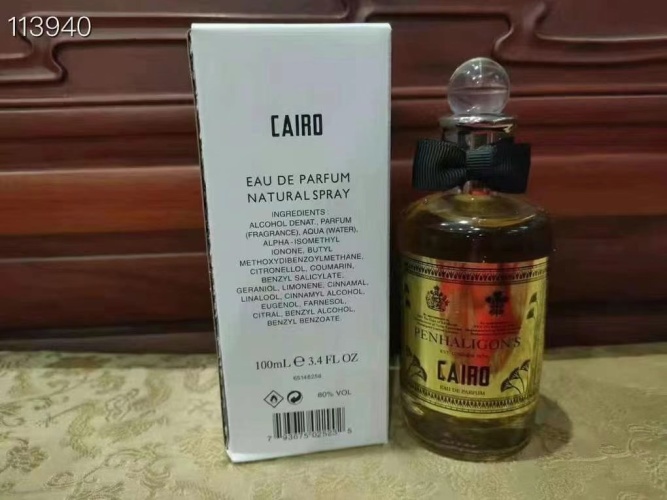 113940
CAIRO
EAU DE PARFUM
NATURAL SPRAY
INGREDIENTS
ALCOHOL DENAT., PARFUM
(FRAGRANCE), AQUA (WATER),
ALPHA-ISOMETHYL
IONONE, BUTYL
METHOXYDIBENZOYLMETHANE,
CITRONELLOL, COUMARIN,
BENZYL SALICYLATE,
GERANIOL, LIMONENE, CINNAMAL,
LINALOOL, CINNAMYL ALCOHOL,
EUGENOL, FARNESOL,
CITRAL, BENZYL ALCOHOL,
BENZYL BENZOATE.
100mL e 3.4 FL OZ
80% VOL
PENHALIGON'S
CAIRO
EAU DE PARFUM